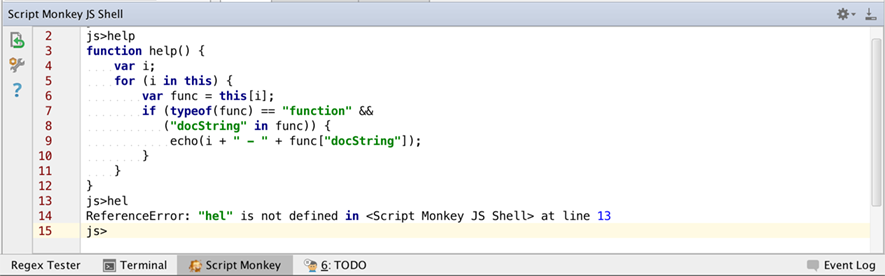 Script Monkey JS Shell
2 js>help
3 function help() {
4 var i;
5 for (i in this) {
6 var func = this[i];
7 if (typeof(func) == "function" &&
8 ("docString" in func)) {
9 echo(i + " - " + func["docString"]);
10 }
11 }
12 }
13 js>hel
14 ReferenceError: "hel" is not defined in <Script Monkey JS Shell> at line 13
15 js>
Regex Tester Terminal Script Monkey 6: TODO Event Log